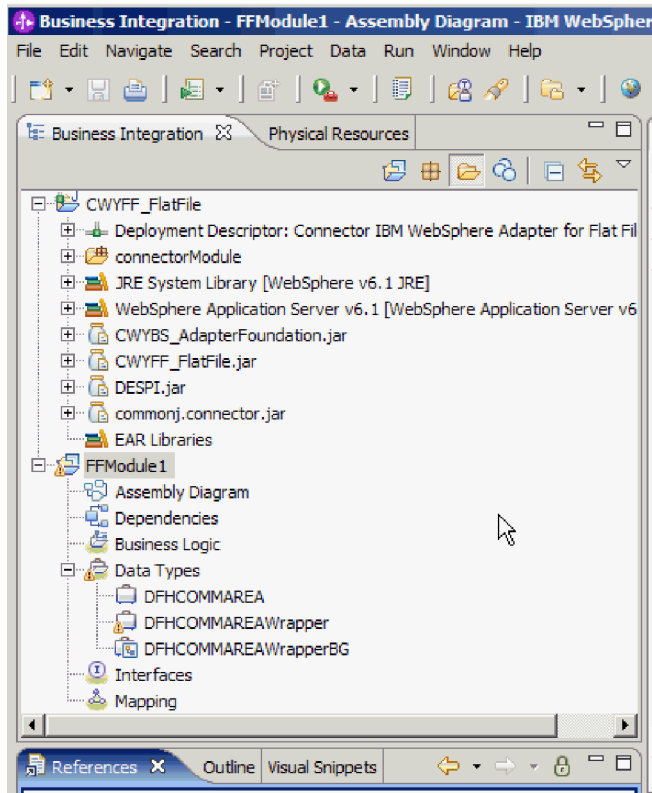 Business Integration - FFModule1 - Assembly Diagram - IBM WebSpher
File Edit Navigate Search Project Data Run Window Help
Business Integration Physical Resources
CWYFF_FlatFile
Deployment Descriptor: Connector IBM WebSphere Adapter for Flat Fil
connectorModule
JRE System Library [WebSphere v6.1 JRE]
WebSphere Application Server v6.1 [WebSphere Application Server v6
CWYBS_AdapterFoundation.jar
CWYFF_FlatFile.jar
DESPI.jar
commonj.connector.jar
EAR Libraries
FFModule1
Assembly Diagram
Dependencies
Business Logic
Data Types
DFHCOMMAREA
DFHCOMMAREAWrapper
DFHCOMMAREAWrapperBG
Interfaces
Mapping
References Outline Visual Snippets